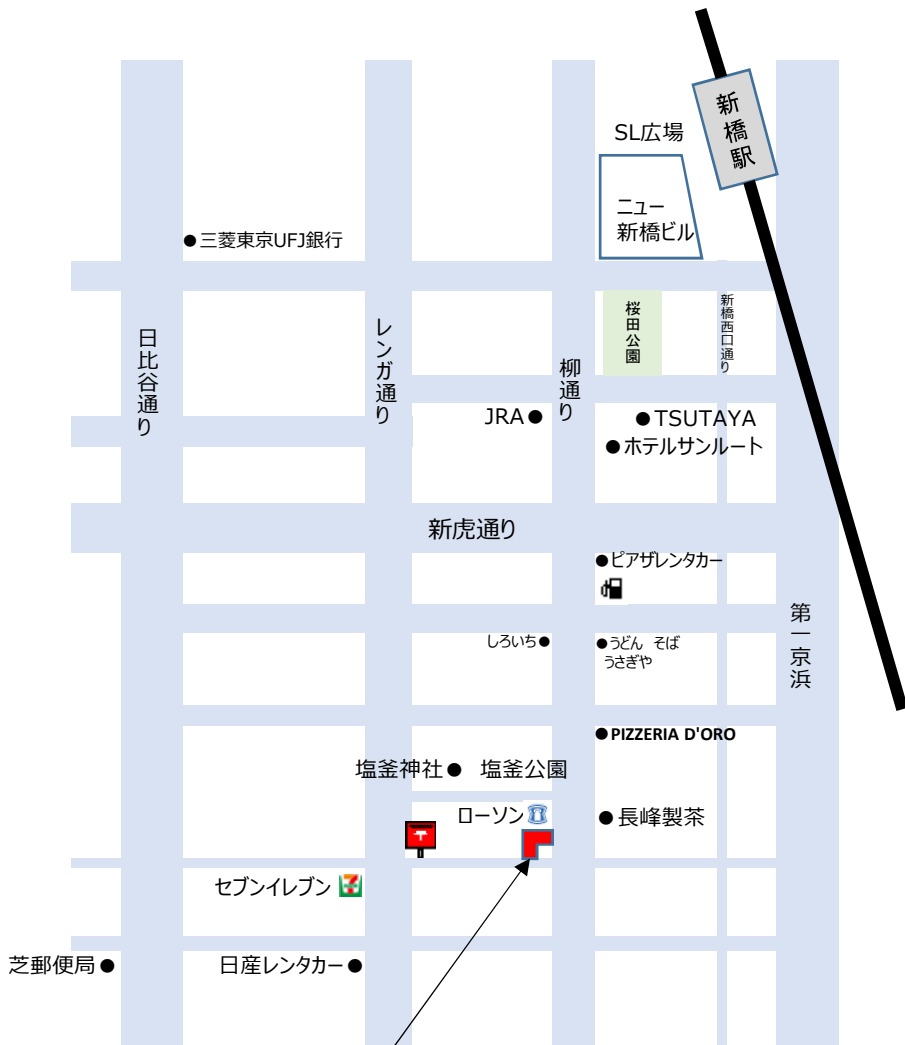 新橋駅
SL広場
ニュー
新橋ビル
●三菱東京UFJ銀行
日比谷通り
レンガ通り
柳通り
桜田公園
新橋西口通り
JRA●
●TSUTAYA
●ホテルサンルート
新虎通り
●ピアザレンタカー
第一京浜
しろいち●
●うどん そば
うさぎや
●PIZZERIA D'ORO
塩釜神社● 塩釜公園
ローソン
〒
●長峰製茶
セブンイレブン
芝郵便局●
日産レンタカー●